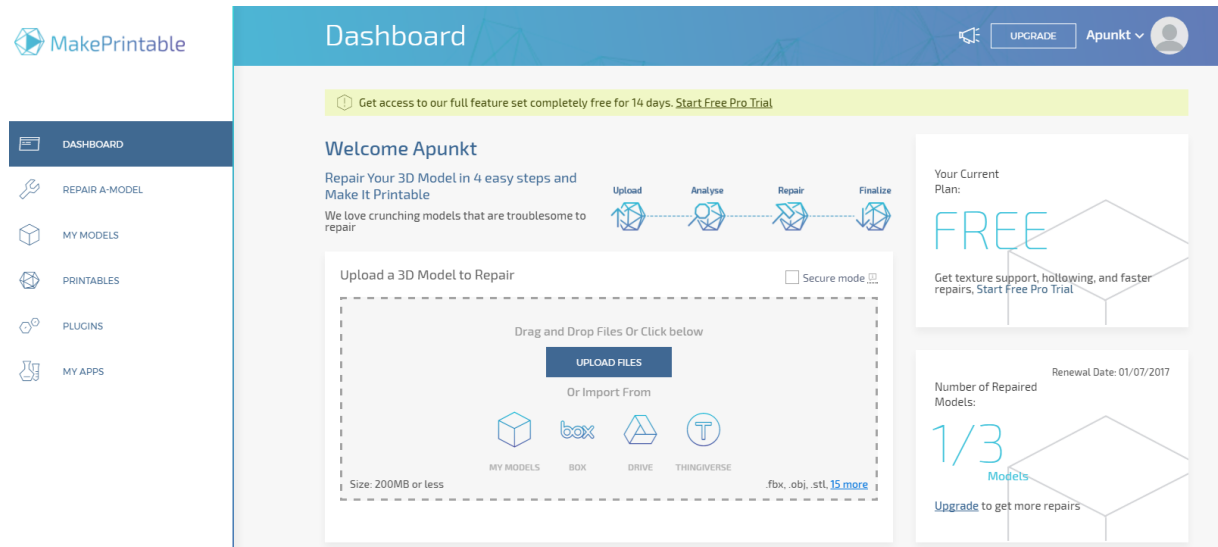 MakePrintable
Dashboard
UPGRADE
Apunkt
DASHBOARD
REPAIR A-MODEL
MY MODELS
PRINTABLES
PLUGINS
MY APPS
Get access to our full feature set completely free for 14 days. Start Free Pro Trial
Welcome Apunkt
Repair Your 3D Model in 4 easy steps and
Make It Printable
We love crunching models that are troublesome to
repair
Upload
Analyse
Repair
Finalize
Upload a 3D Model to Repair
Secure mode
Drag and Drop Files Or Click below
UPLOAD FILES
Or Import From
box
T
MY MODELS
BOX
DRIVE
THINGIVERSE
Size: 200MB or less
.fbx, .obj, .stl, 15 more
Your Current
Plan:
FREE
Get texture support, hollowing, and faster
repairs, Start Free Pro Trial
Renewal Date: 01/07/2017
Number of Repaired
Models:
1/3
Models
Upgrade to get more repairs